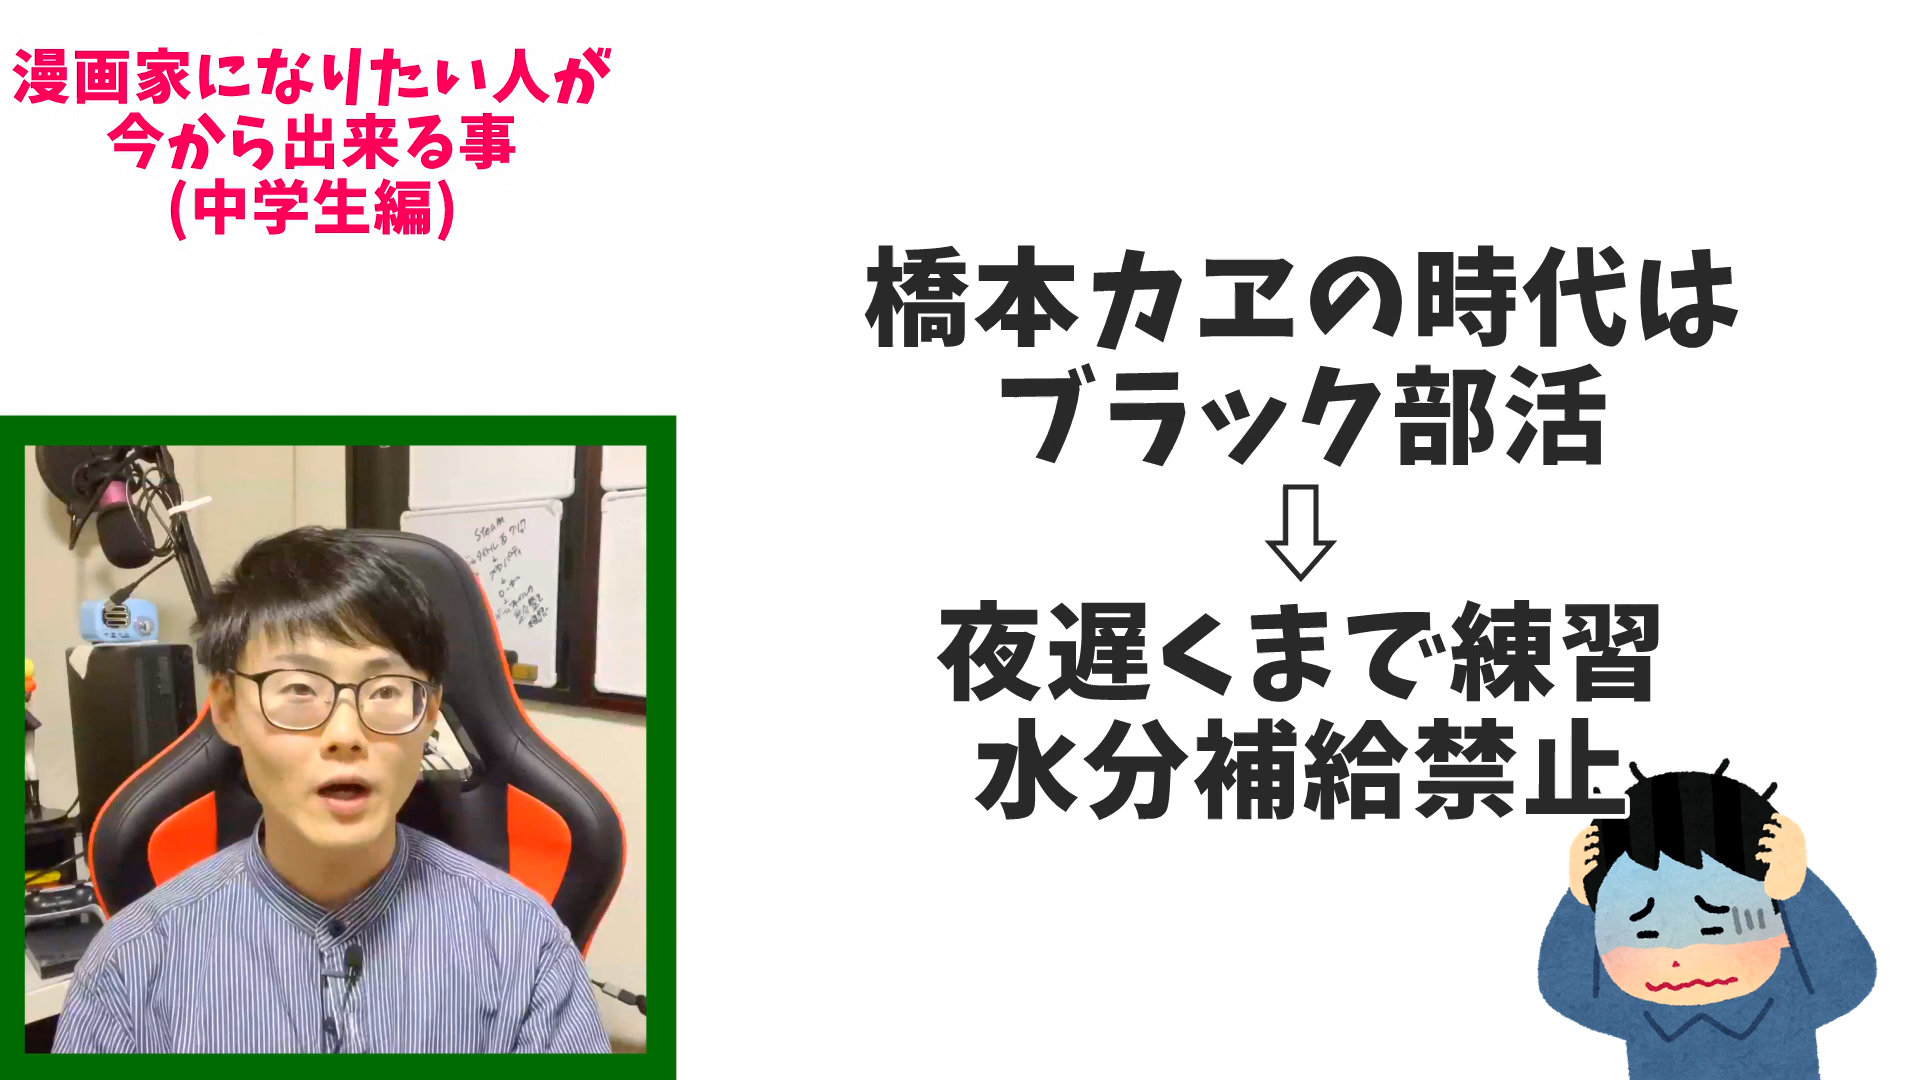 漫画家になりたい人が
今から出来る事
(中学生編)
橋本カヱの時代は
ブラック部活
夜遅くまで練習
水分補給禁止
Steam